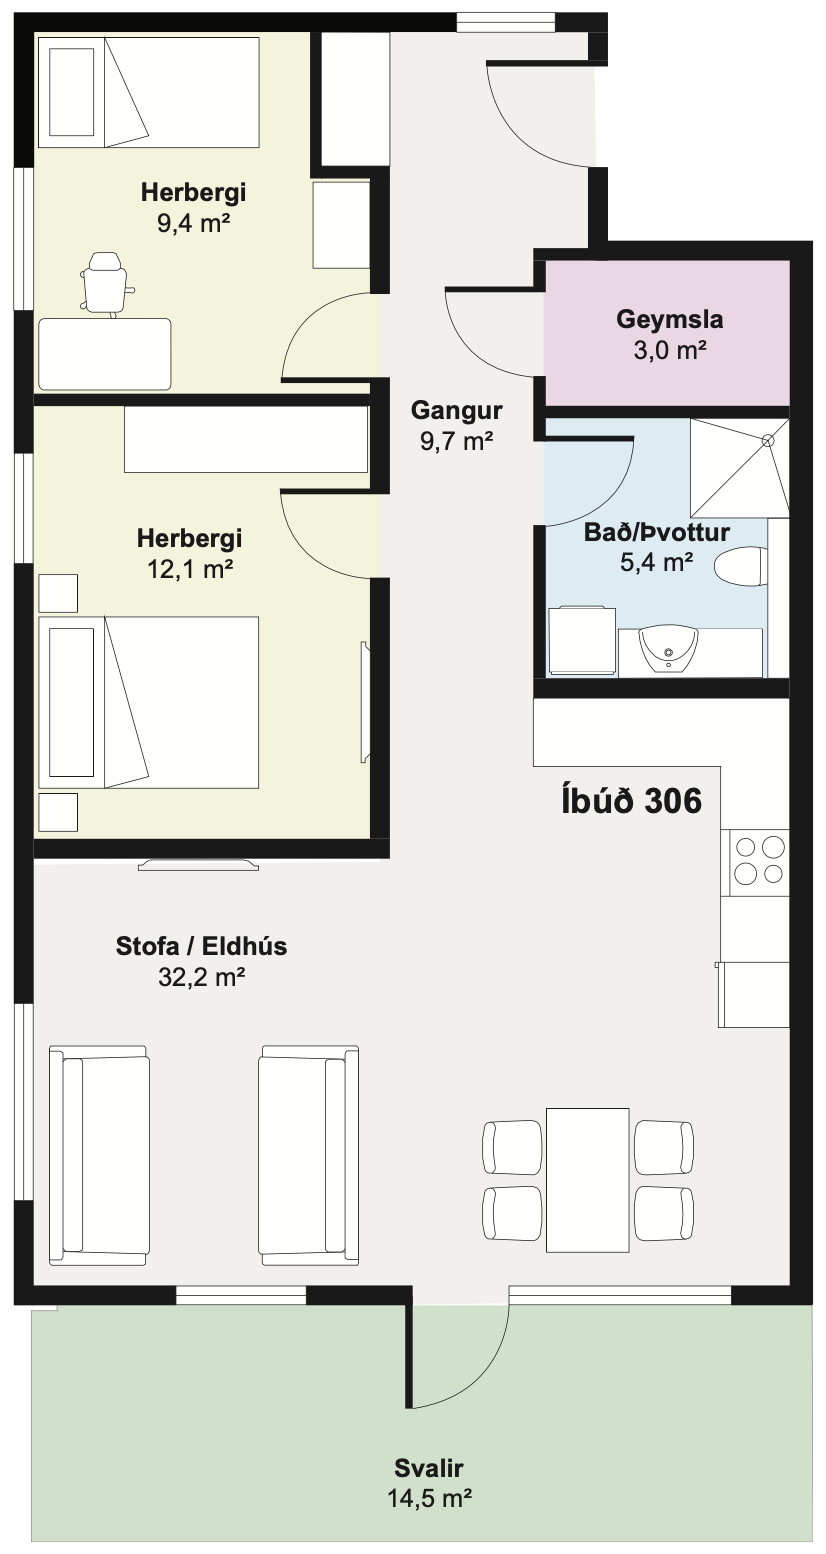 Herbergi
9,4 m²
Geymsla
3,0 m²
Gangur
9,7 m²
Herbergi
12,1 m²
Bað/Þvottur
5,4 m²
Íbúð 306
Stofa / Eldhús
32,2 m²
Svalir
14,5 m²